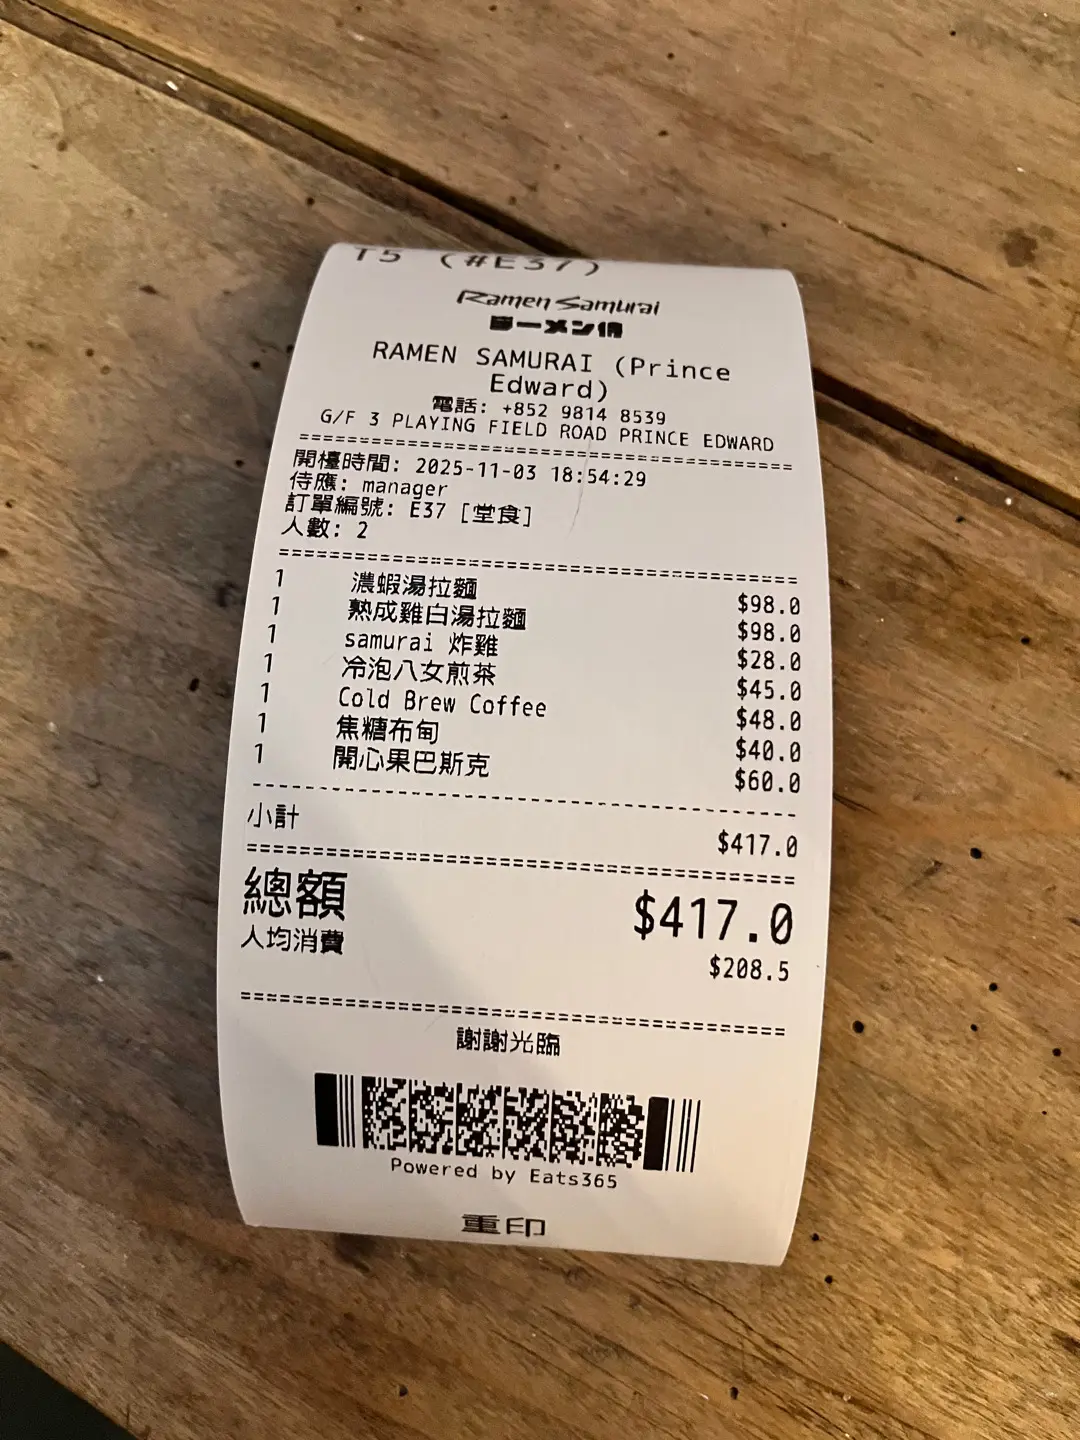 T5 (#E37)
Ramen Samurai
ラーメン侍
RAMEN SAMURAI (Prince
Edward)
電話: +852 9814 8539
G/F 3 PLAYING FIELD ROAD PRINCE EDWARD
開檯時間: 2025-11-03 18:54:29
侍應: manager
訂單編號: E37 [堂食]
人數: 2
1 濃蝦湯拉麵 $98.0
1 熟成雞白湯拉麵 $98.0
1 samurai 炸雞 $28.0
1 冷泡八女煎茶 $45.0
1 Cold Brew Coffee $48.0
1 焦糖布甸 $40.0
1 開心果巴斯克 $60.0
小計 $417.0
總額 $417.0
人均消費 $208.5
謝謝光臨
Powered by Eats365
重印